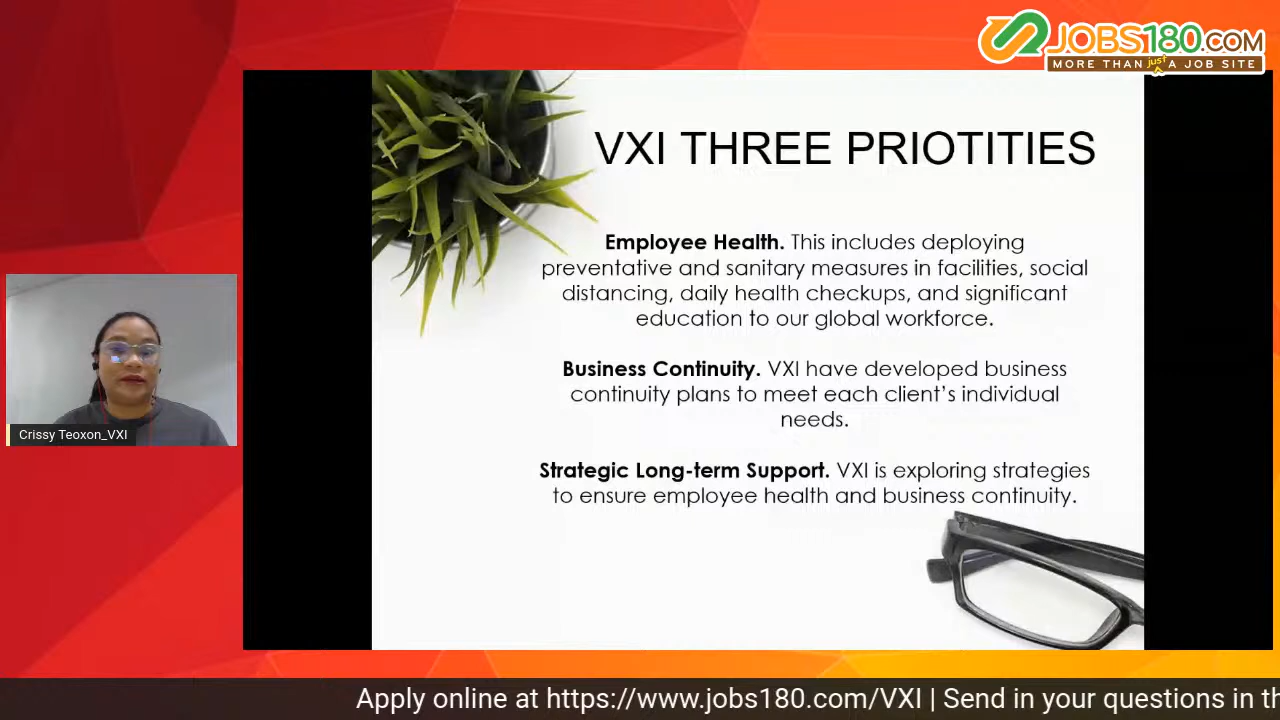 JOBS180.COM
MORE THAN just A JOB SITE
VXI THREE PRIOTITIES
Employee Health. This includes deploying
preventative and sanitary measures in facilities, social
distancing, daily health checkups, and significant
education to our global workforce.
Business Continuity. VXI have developed business
continuity plans to meet each client’s individual
needs.
Strategic Long-term Support. VXI is exploring strategies
to ensure employee health and business continuity.
Crissy Teoxon_VXI
Apply online at https://www.jobs180.com/VXI | Send in your questions in th